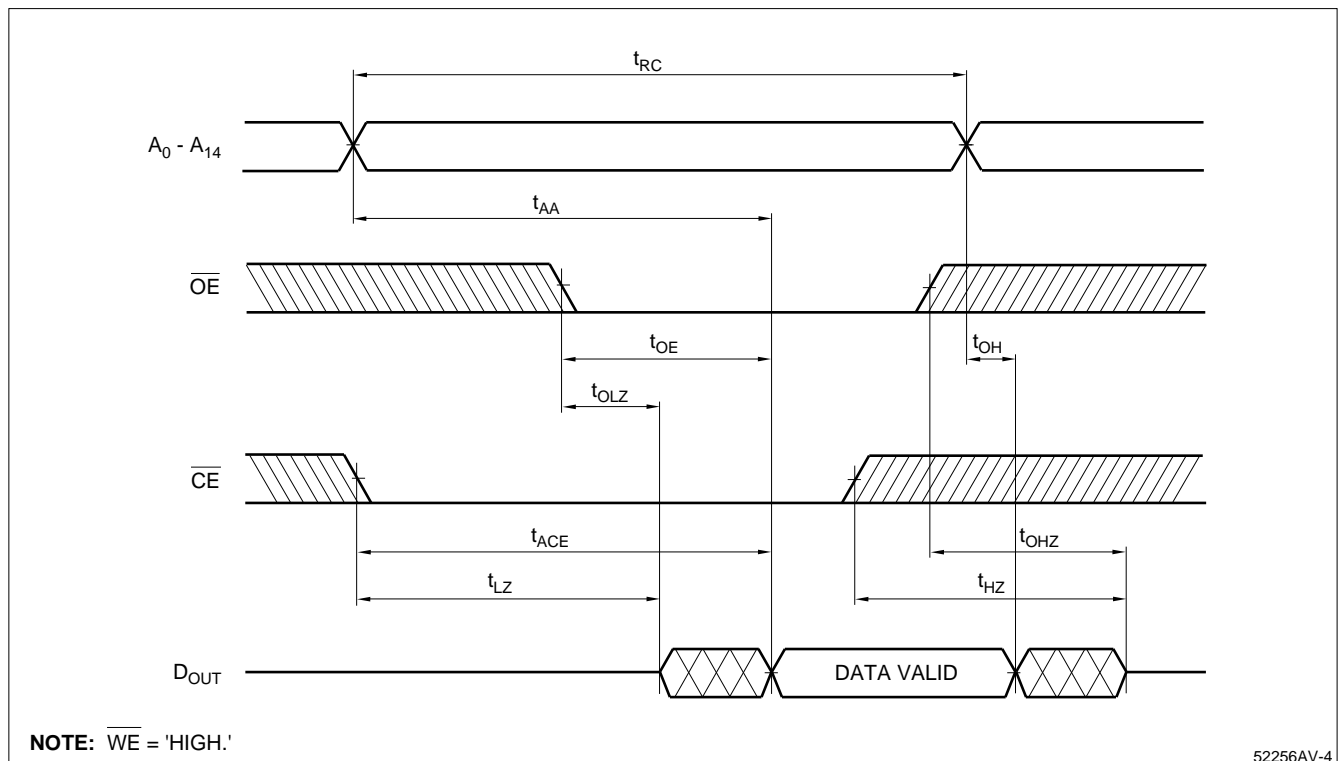 tRC
A0 - A14
tAA
OE
tOE
tOH
tOLZ
CE
tACE
tOHZ
tLZ
tHZ
DOUT
DATA VALID
NOTE: WE = 'HIGH.'
52256AV-4